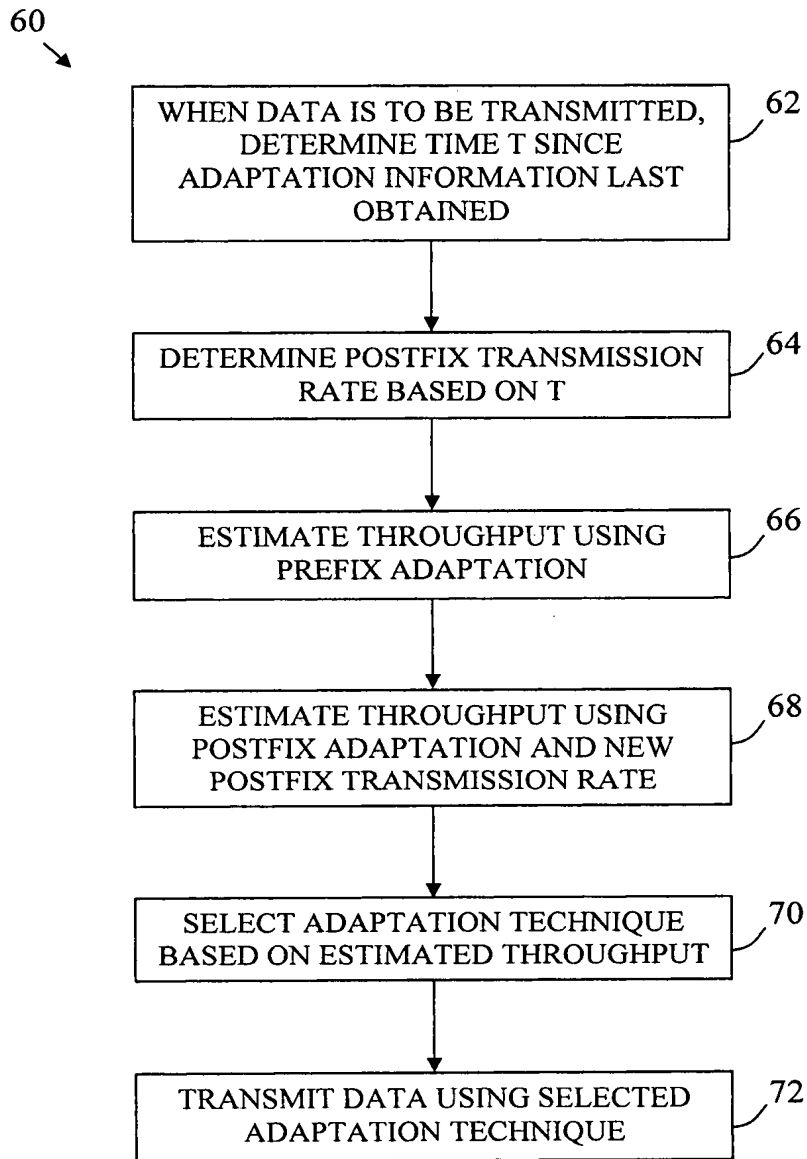 60
WHEN DATA IS TO BE TRANSMITTED,
DETERMINE TIME T SINCE
ADAPTATION INFORMATION LAST
OBTAINED
62
DETERMINE POSTFIX TRANSMISSION
RATE BASED ON T
64
ESTIMATE THROUGHPUT USING
PREFIX ADAPTATION
66
ESTIMATE THROUGHPUT USING
POSTFIX ADAPTATION AND NEW
POSTFIX TRANSMISSION RATE
68
SELECT ADAPTATION TECHNIQUE
BASED ON ESTIMATED THROUGHPUT
70
TRANSMIT DATA USING SELECTED
ADAPTATION TECHNIQUE
72